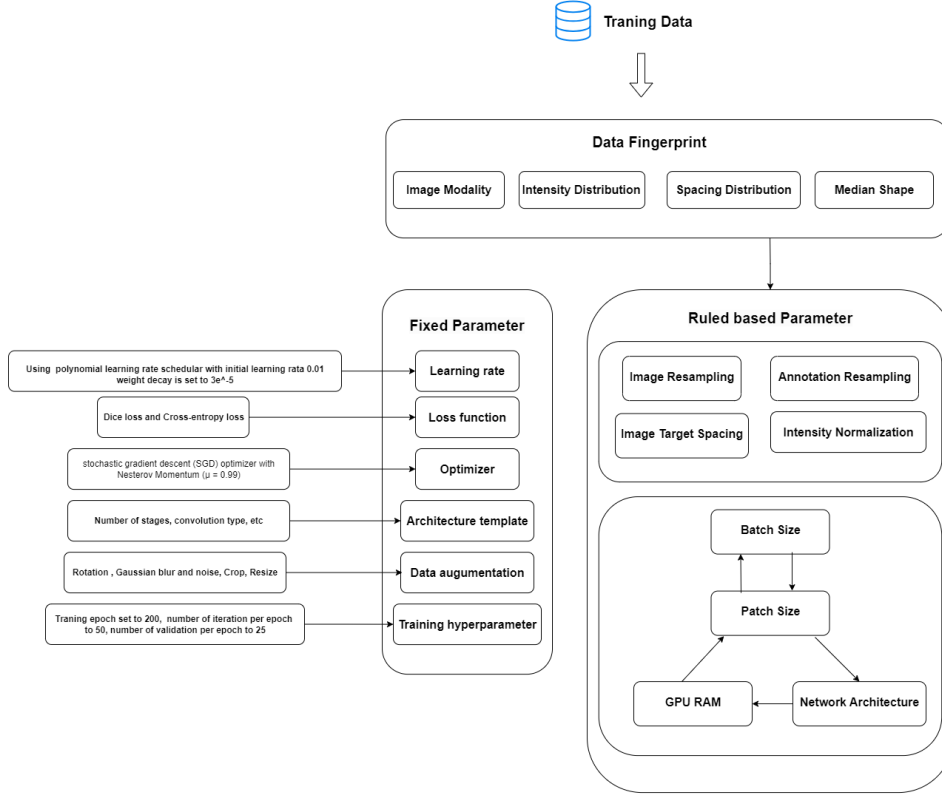 Traning Data
Data Fingerprint
Image Modality
Intensity Distribution
Spacing Distribution
Median Shape
Fixed Parameter
Using polynomial learning rate schedular with initial learning rata 0.01
weight decay is set to 3e^-5
Learning rate
Dice loss and Cross-entropy loss
Loss function
stochastic gradient descent (SGD) optimizer with
Nesterov Momentum (μ = 0.99)
Optimizer
Number of stages, convolution type, etc
Architecture template
Rotation , Gaussian blur and noise, Crop, Resize
Data augumentation
Traning epoch set to 200, number of iteration per epoch
to 50, number of validation per epoch to 25
Training hyperparameter
Ruled based Parameter
Image Resampling
Annotation Resampling
Image Target Spacing
Intensity Normalization
Batch Size
Patch Size
GPU RAM
Network Architecture